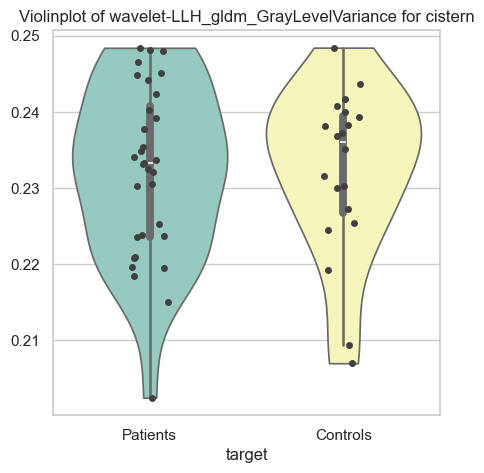 Violinplot of wavelet-LLH_gldm_GrayLevelVariance for cistern
0.25
0.24
0.23
0.22
0.21
Patients
Controls
target